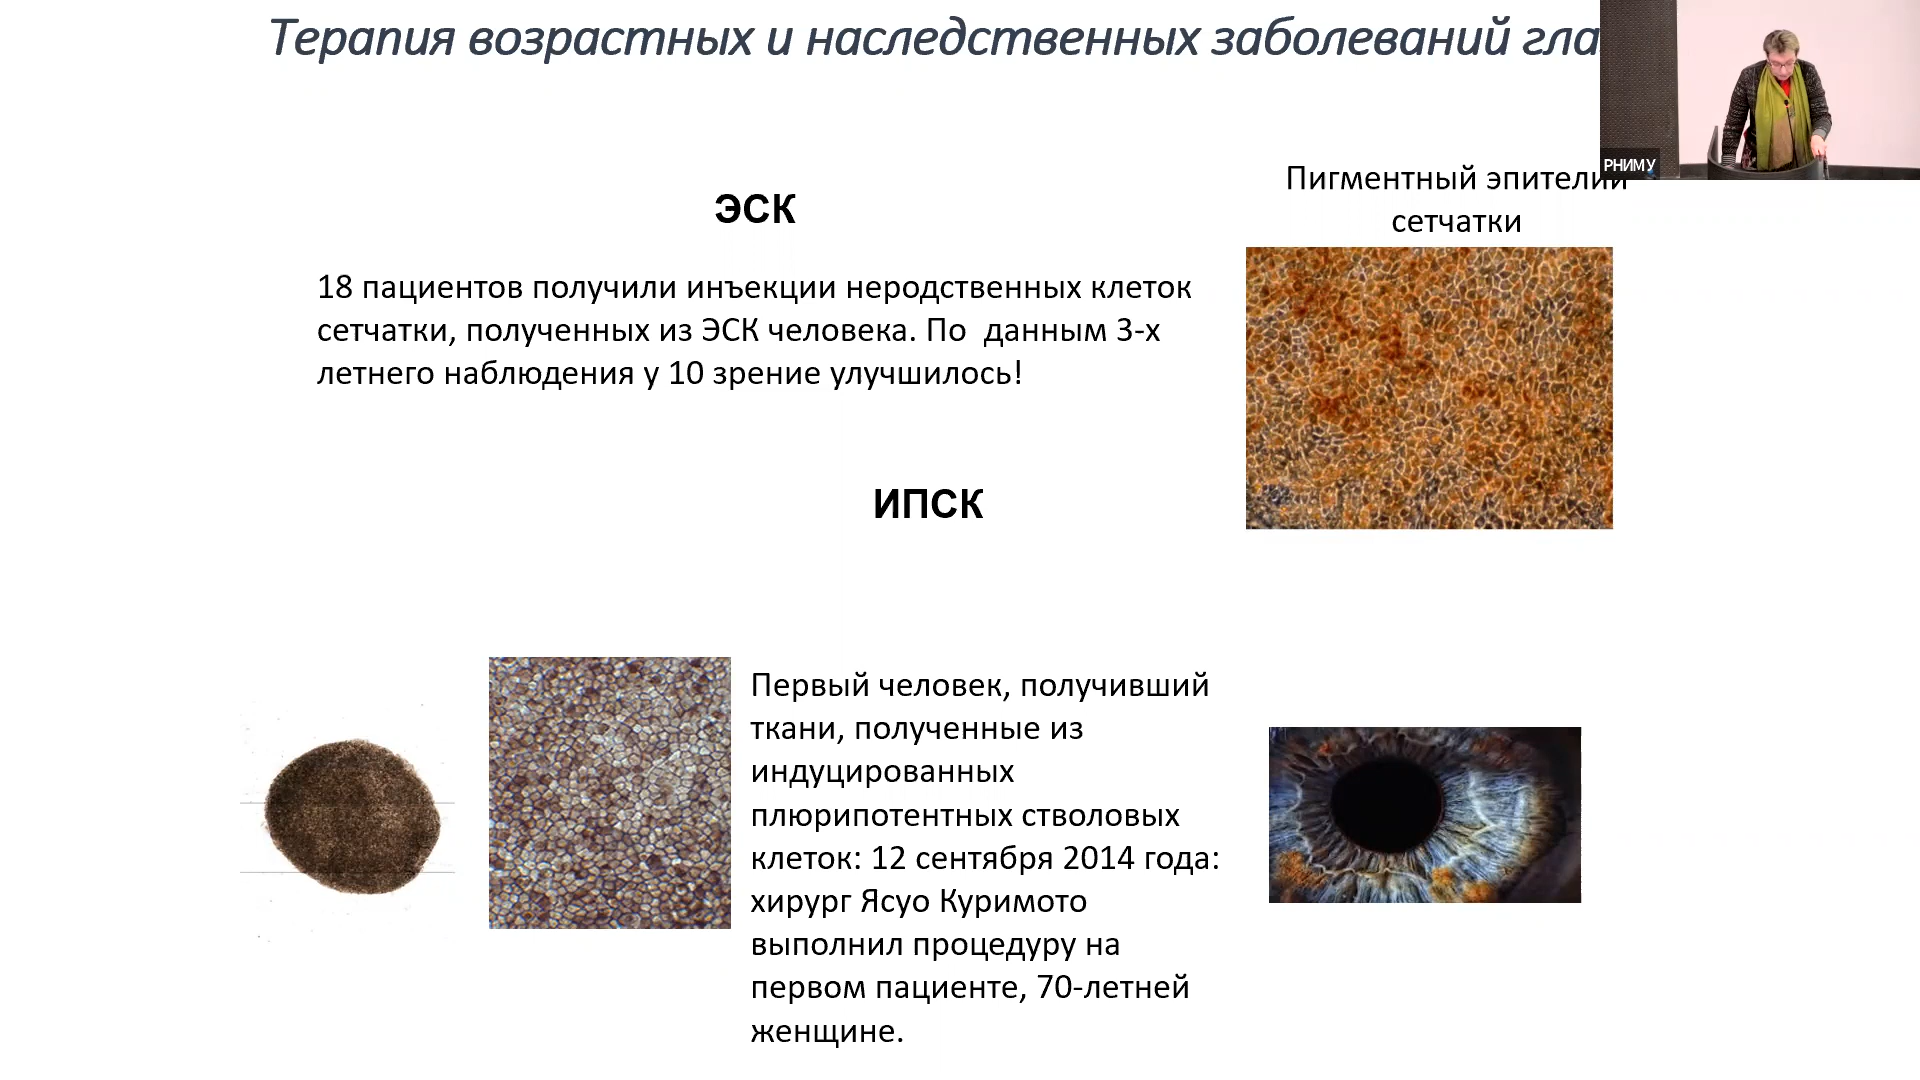 Терапия возрастных и наследственных заболеваний
РНИМУ
Пигментный эпителий
сетчатки
ЭСК
18 пациентов получили инъекции неродственных клеток
сетчатки, полученных из ЭСК человека. По  данным 3-х
летнего наблюдения у 10 зрение улучшилось!
ИПСК
Первый человек, получивший
ткани, полученные из
индуцированных
плюрипотентных стволовых
клеток: 12 сентября 2014 года:
хирург Ясуо Куримото
выполнил процедуру на
первом пациенте, 70-летней
женщине.